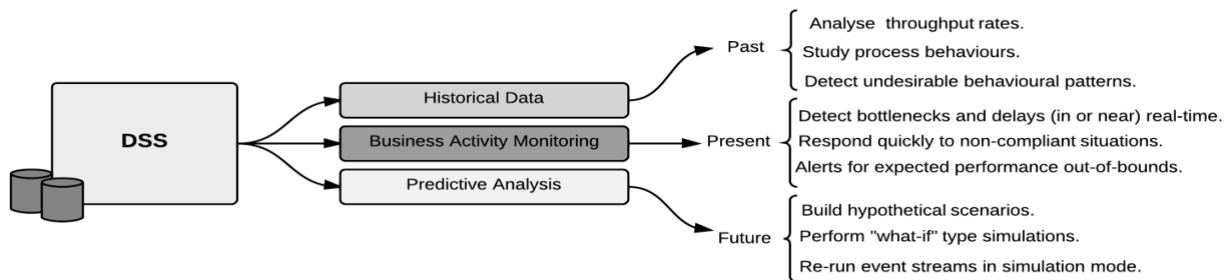 DSS
Historical Data
Business Activity Monitoring
Predictive Analysis
Past
Analyse throughput rates.
Study process behaviours.
Detect undesirable behavioural patterns.
Present
Detect bottlenecks and delays (in or near) real-time.
Respond quickly to non-compliant situations.
Alerts for expected performance out-of-bounds.
Future
Build hypothetical scenarios.
Perform "what-if" type simulations.
Re-run event streams in simulation mode.